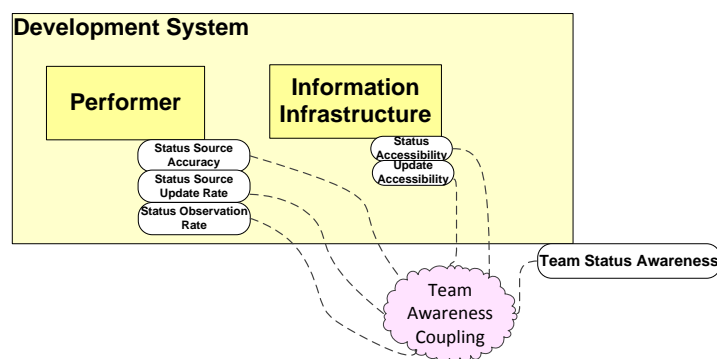 Development System
Performer
Information
Infrastructure
Status Source
Accuracy
Status Source
Update Rate
Status Observation
Rate
Status
Accessibility
Update
Accessibility
Team Status Awareness
Team
Awareness
Coupling